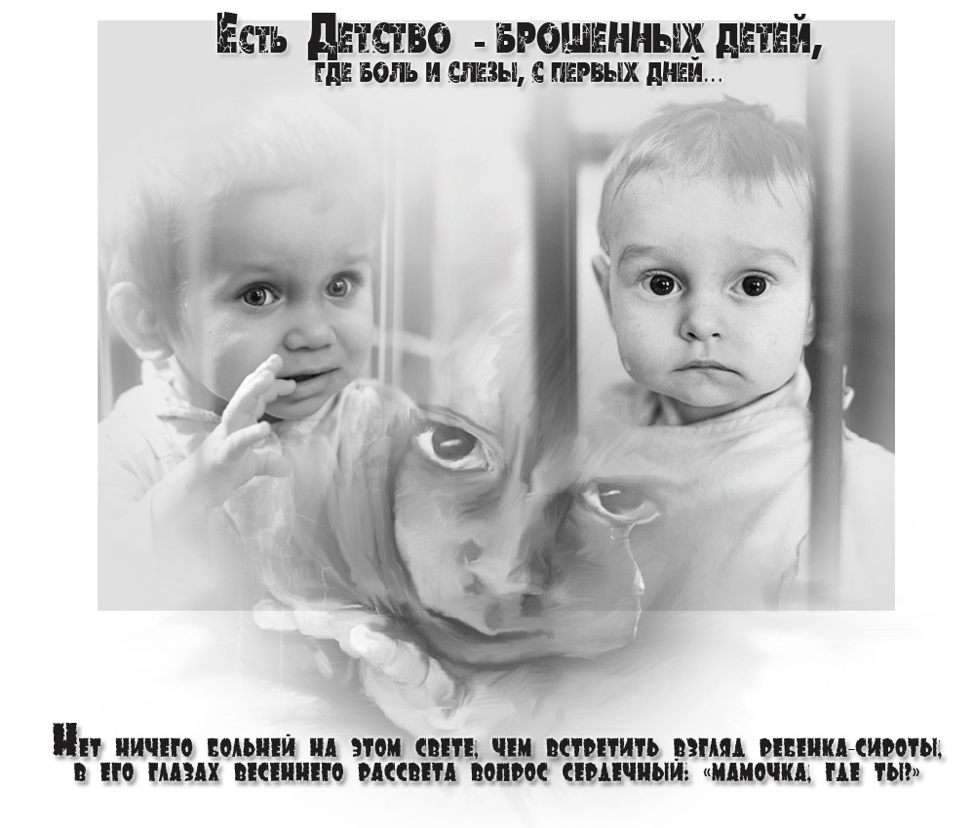 Есть Детство - брошенных детей,
где боль и слезы, с первых дней...
Нет ничего больней на этом свете, чем встретить взгляд ребенка-сироты,
в его глазах весеннего рассвета вопрос сердечный: «мамочка, где ты?»